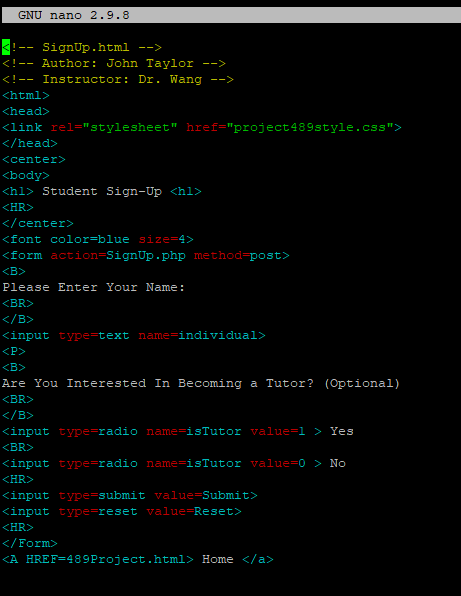 GNU nano 2.9.8
<!-- SignUp.html -->
<!-- Author: John Taylor -->
<!-- Instructor: Dr. Wang -->
<html>
<head>
<link rel="stylesheet" href="project489style.css">
</head>
<center>
<body>
<h1> Student Sign-Up <h1>
<HR>
</center>
<font color=blue size=4>
<form action=SignUp.php method=post>
<B>
Please Enter Your Name:
<BR>
</B>
<input type=text name=individual>
<P>
<B>
Are You Interested In Becoming a Tutor? (Optional)
<BR>
</B>
<input type=radio name=isTutor value=1 > Yes
<BR>
<input type=radio name=isTutor value=0 > No
<HR>
<input type=submit value=Submit>
<input type=reset value=Reset>
<HR>
</Form>
<A HREF=489Project.html> Home </a>